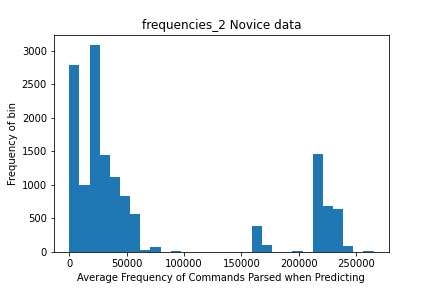 frequencies_2 Novice data
3000
2500
2000
1500
1000
500
0
Frequency of bin
0 50000 100000 150000 200000 250000
Average Frequency of Commands Parsed when Predicting